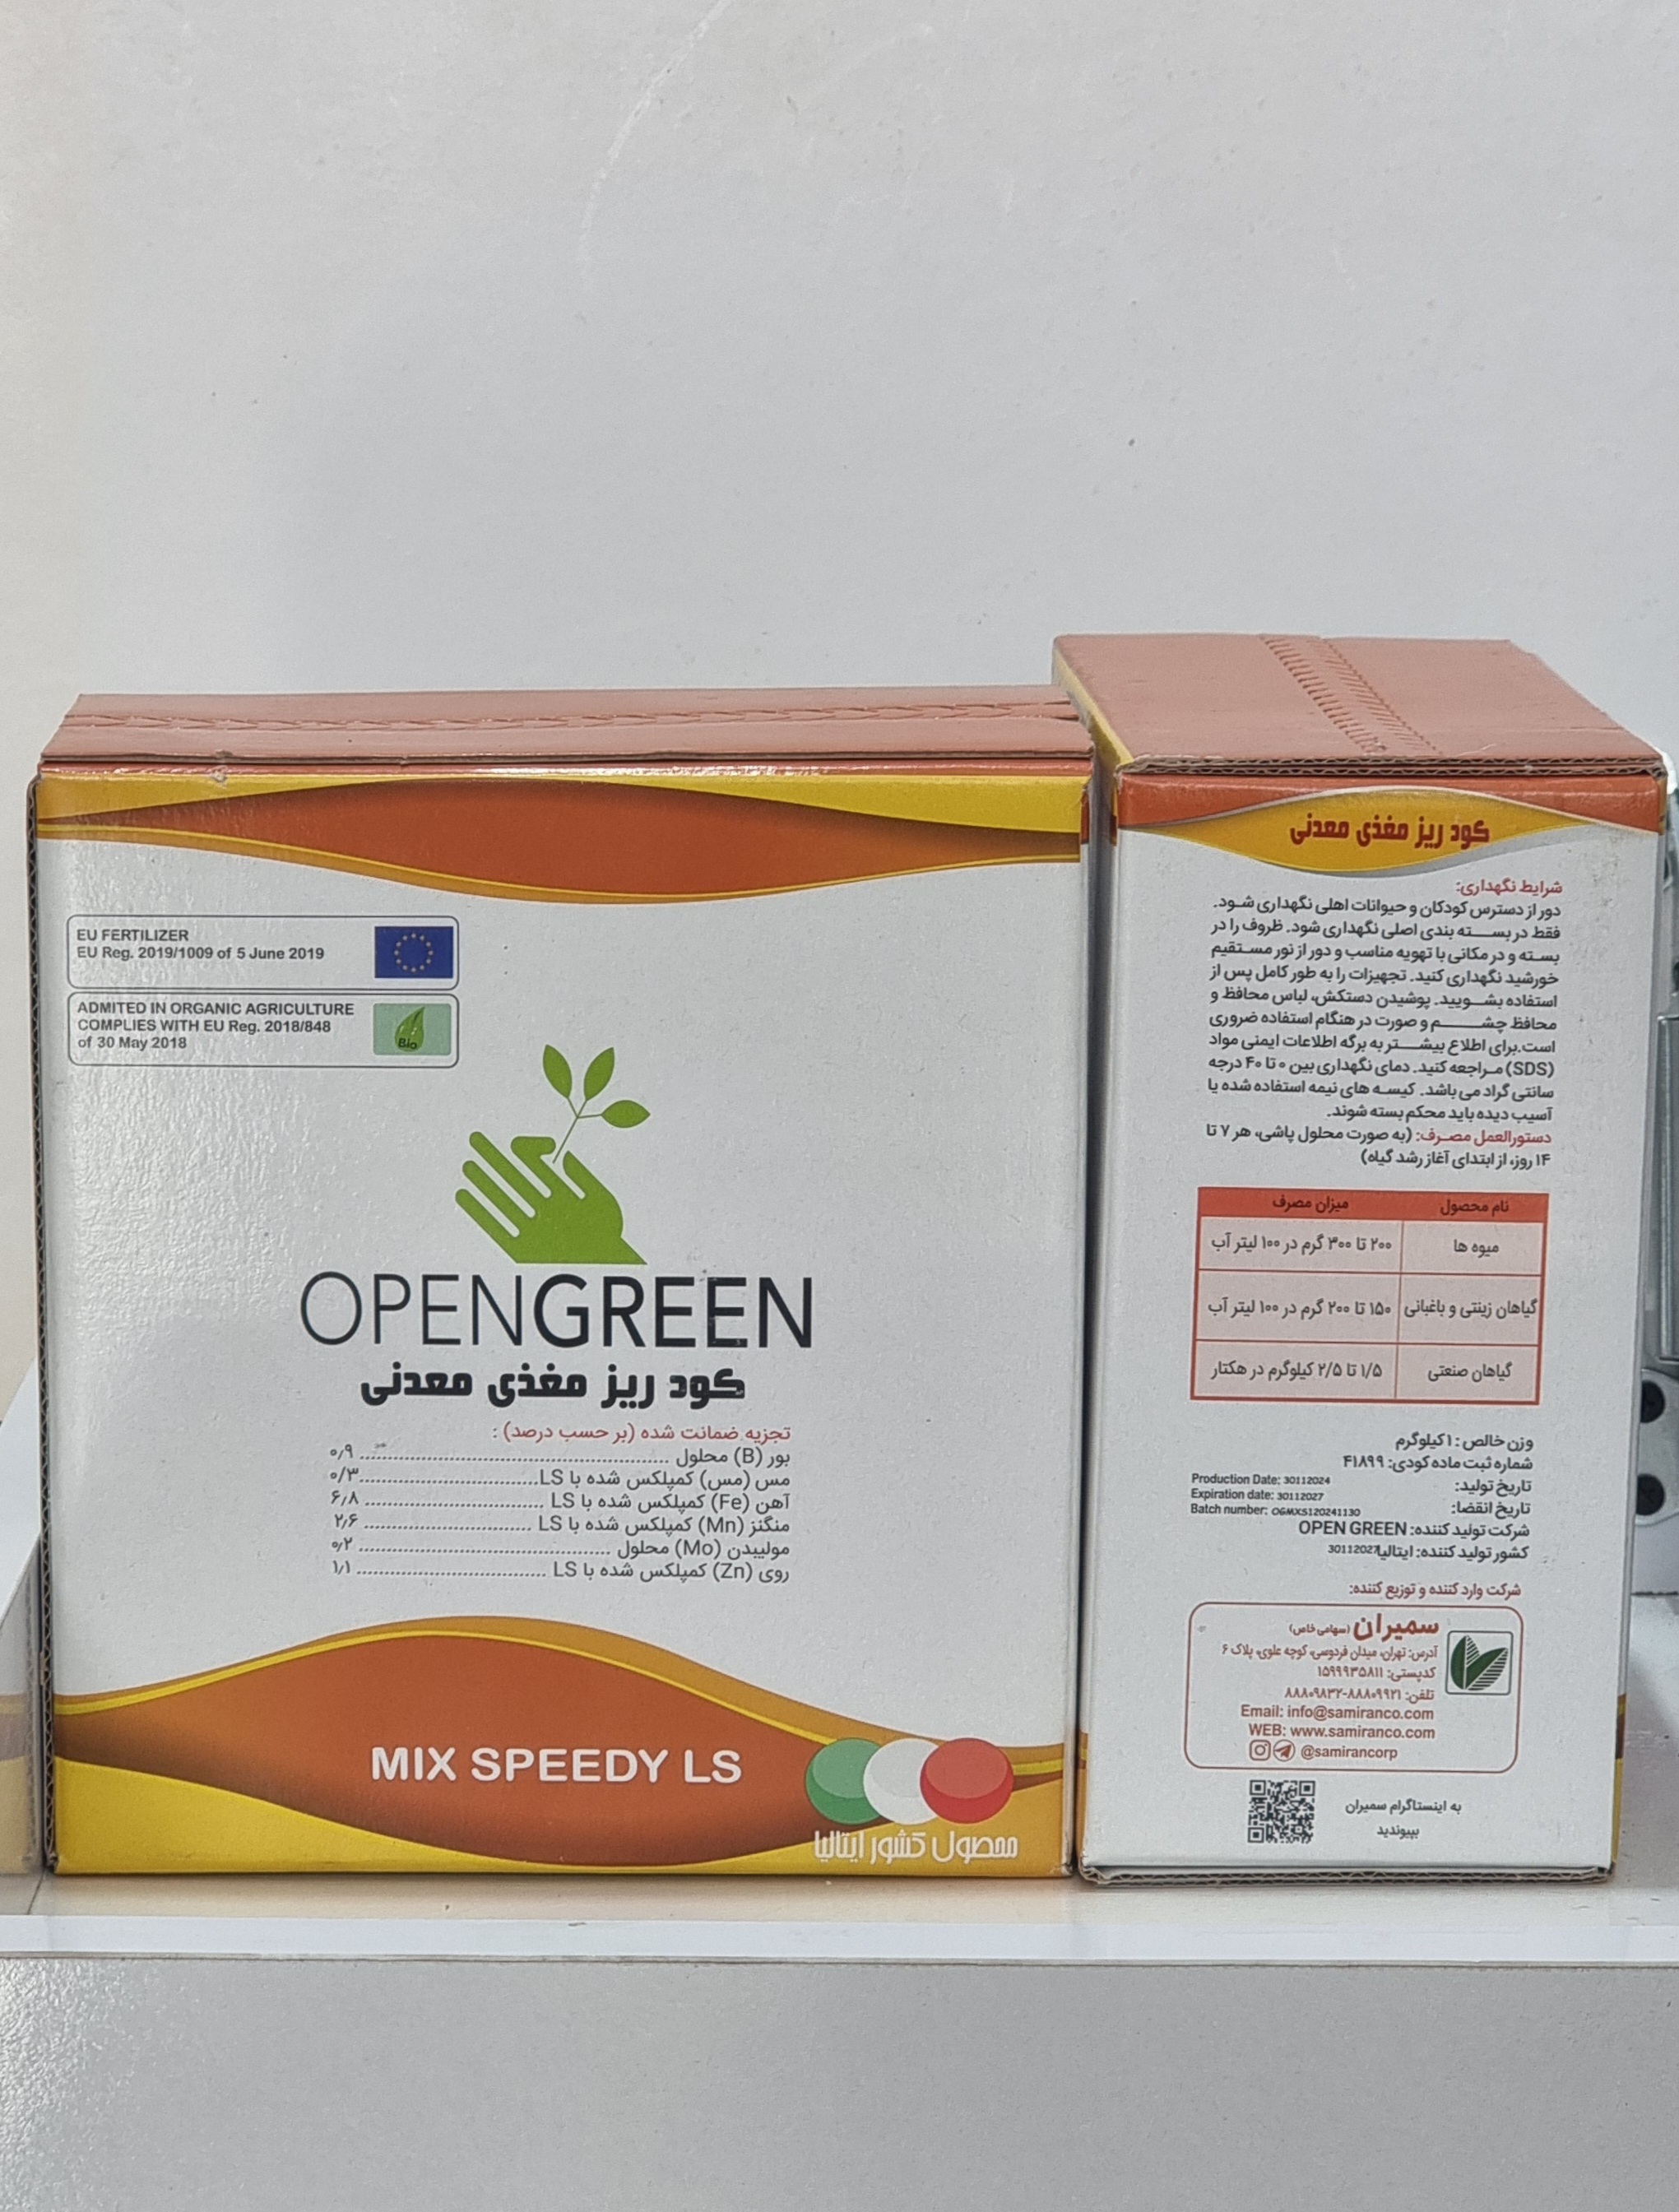 EU FERTILIZER
EU Reg. 2019/1009 of 5 June 2019
ADMITED IN ORGANIC AGRICULTURE
COMPLIES WITH EU Reg. 2018/848
of 30 May 2018
Bio
OPENGREEN
کود ریز مغذی معدنی
تجزیه ضمانت شده (بر حسب درصد) :
بور (B) محلول ........ ۰٫۹
مس (مس) کمپلکس شده با LS ........ ۰/۳
آهن (Fe) کمپلکس شده با LS ........ ۶٫۸
منگنز (Mn) کمپلکس شده با LS ........ ۲٫۶
مولیبدن (Mo) محلول ........ ۰٫۲
روی (Zn) کمپلکس شده با LS ........ ۱٫۱
MIX SPEEDY LS
محصول کشور ایتالیا
کود ریز مغذی معدنی
شرایط نگهداری:
دور از دسترس کودکان و حیوانات اهلی نگهداری شود.
فقط در بسته بندی اصلی نگهداری شود. ظروف را در
بسته و در مکانی با تهویه مناسب و دور از نور مستقیم
خورشید نگهداری کنید. تجهیزات را به طور کامل پس از
استفاده بشویید. پوشیدن دستکش، لباس محافظ و
محافظ چشم و صورت در هنگام استفاده ضروری
است.برای اطلاع بیشتر به برگه اطلاعات ایمنی مواد
(SDS) مراجعه کنید. دمای نگهداری بین ۰ تا ۴۰ درجه
سانتی گراد می باشد. کیسه های نیمه استفاده شده یا
آسیب دیده باید محکم بسته شوند.
دستورالعمل مصرف: (به صورت محلول پاشی، هر ۷ تا
۱۴ روز، از ابتدای آغاز رشد گیاه)
نام محصول میزان مصرف
میوه ها ۲۰۰ تا ۳۰۰ گرم در ۱۰۰ لیتر آب
گیاهان زینتی و باغبانی ۱۵۰ تا ۲۰۰ گرم در ۱۰۰ لیتر آب
گیاهان صنعتی ۱/۵ تا ۲/۵ کیلوگرم در هکتار
وزن خالص : ۱ کیلوگرم
شماره ثبت ماده کودی: ۴۱۸۹۹
تاریخ تولید: Production Date: 30112024
Expiration date: 30112027
تاریخ انقضا: Batch number: OGMXS120241130
شرکت تولید کننده: OPEN GREEN
کشور تولید کننده: ایتالیا 30112027
شرکت وارد کننده و توزیع کننده:
سمیران (سهامی خاص)
آدرس: تهران، میدان فردوسی، کوچه علوی، پلاک ۶
کدپستی: ۱۵۹۹۹۳۵۸۱۱
تلفن: ۸۸۸۰۹۹۲۱-۸۸۸۰۹۸۳۲
Email: info@samiranco.com
WEB: www.samiranco.com
@samirancorp
به اینستاگرام سمیران
بپیوندید